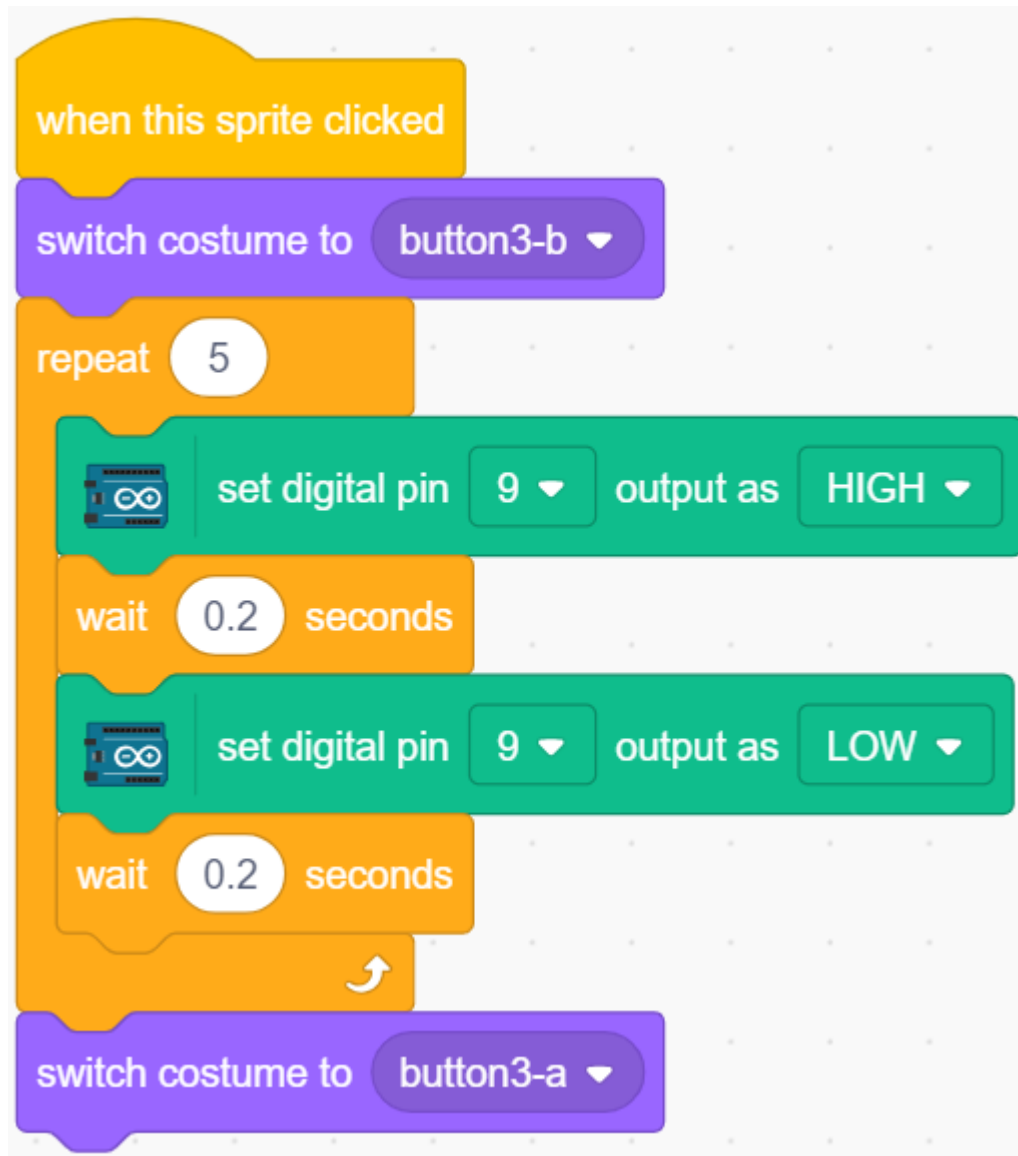 when this sprite clicked
switch costume to button3-b
repeat 5
set digital pin 9 output as HIGH
wait 0.2 seconds
set digital pin 9 output as LOW
wait 0.2 seconds
switch costume to button3-a